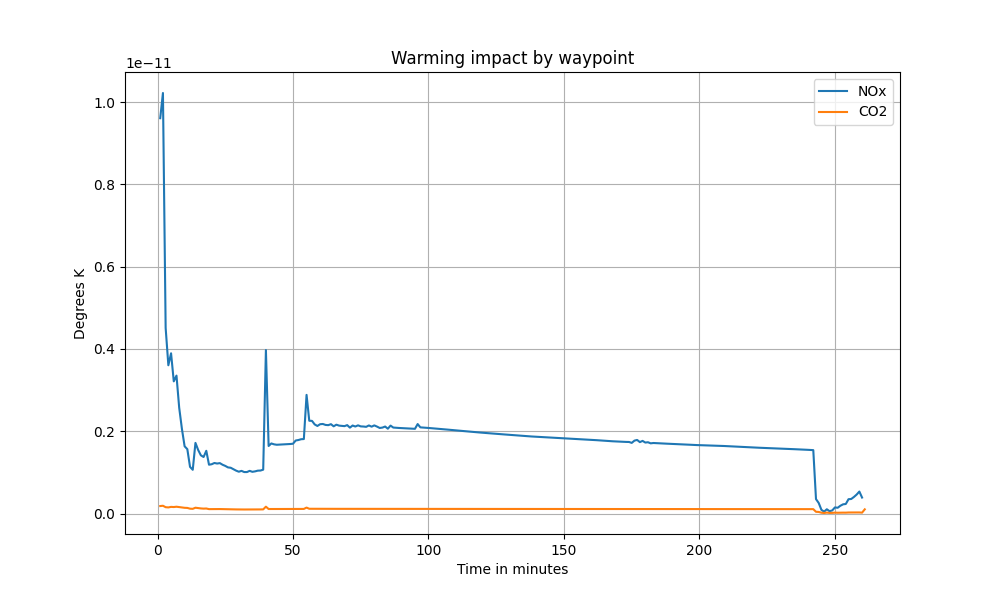 Warming impact by waypoint
1e−11
NOx
CO2
1.0
0.8
0.6
0.4
0.2
0.0
Degrees K
0 50 100 150 200 250
Time in minutes